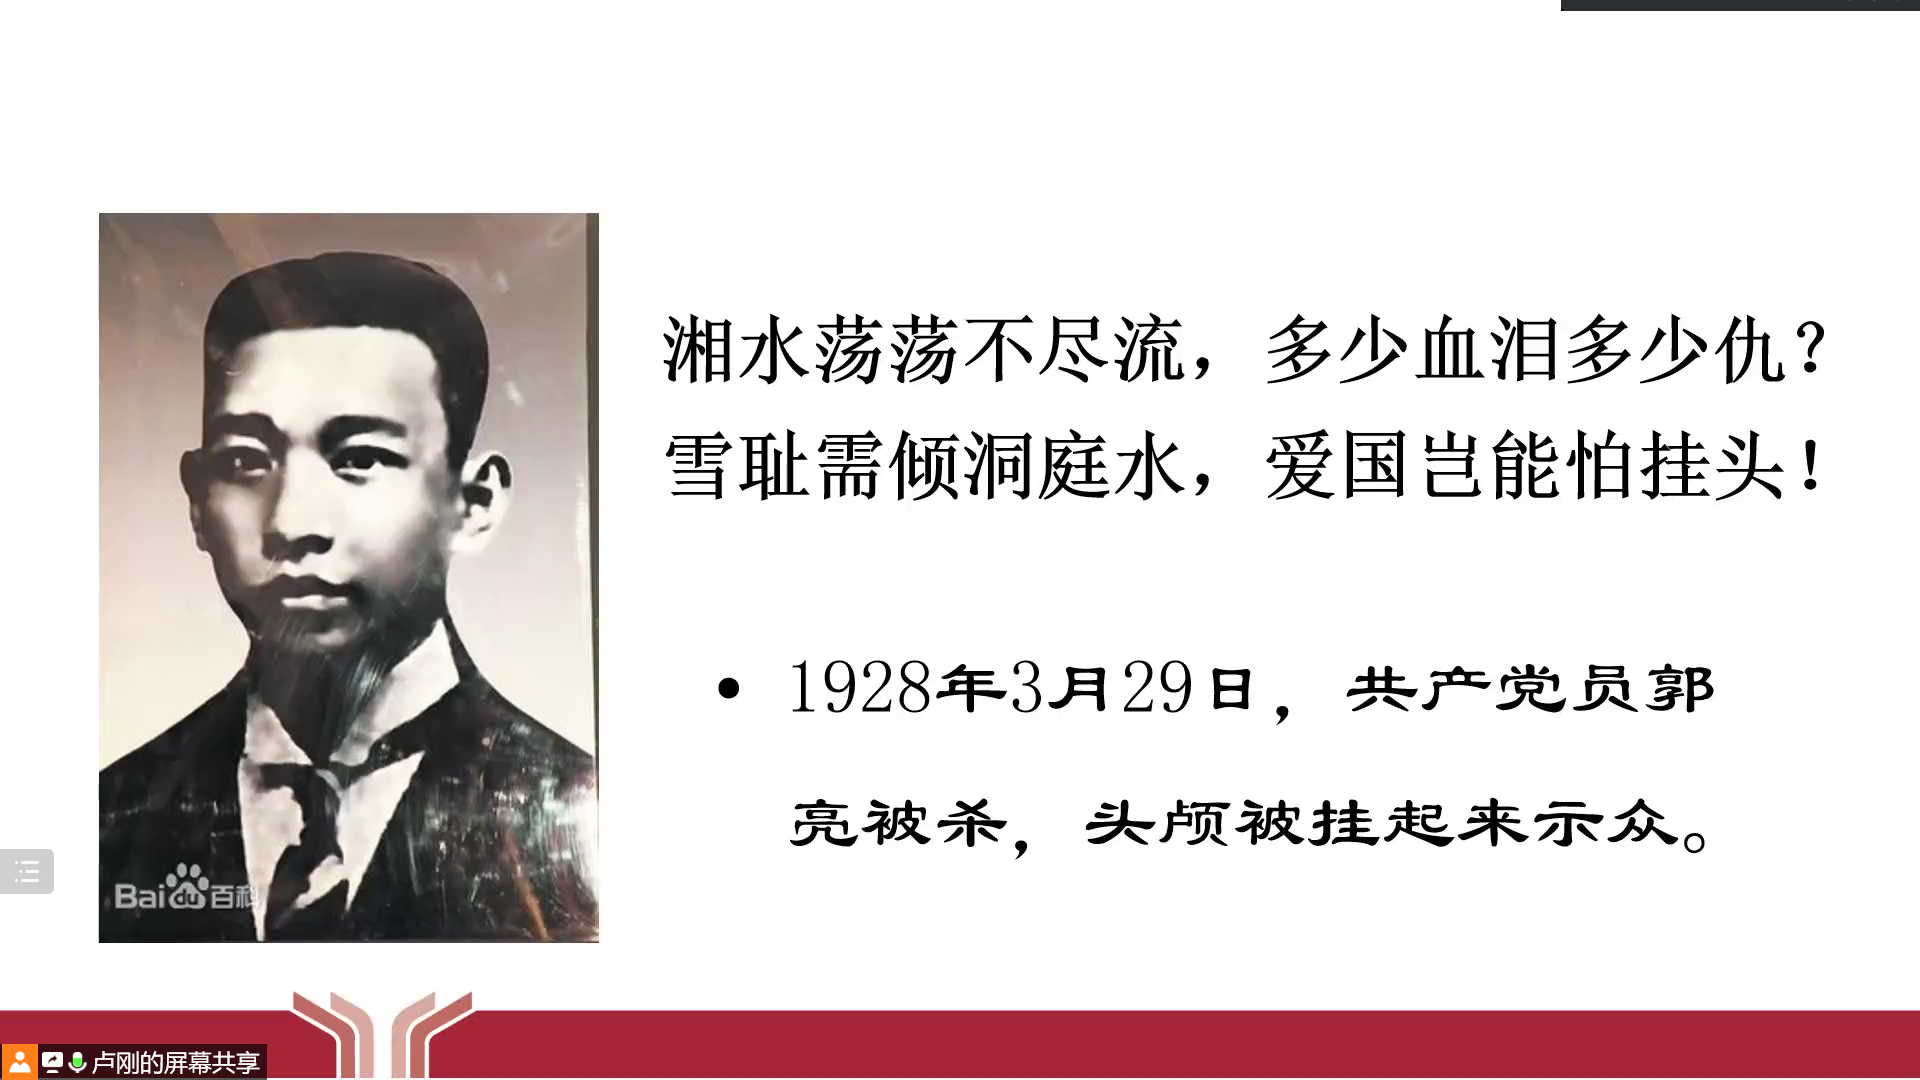 湘水荡荡不尽流，多少血泪多少仇？
雪耻需倾洞庭水，爱国岂能怕挂头！
• 1928年3月29日，共产党员郭
亮被杀，头颅被挂起来示众。
Baidu百科
卢刚的屏幕共享